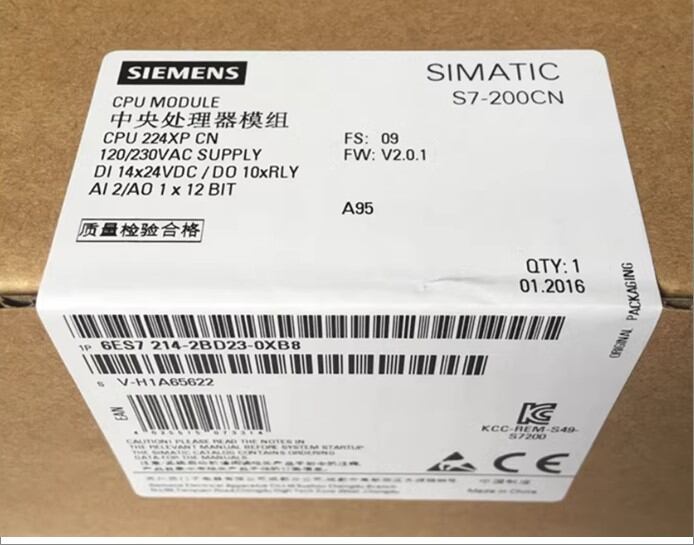 SIEMENS
SIMATIC
S7-200CN
CPU MODULE
中央处理器模组
CPU 224XP CN
120/230VAC SUPPLY
DI 14x24VDC / DO 10xRLY
AI 2/AO 1 x 12 BIT
FS: 09
FW: V2.0.1
A95
质量检验合格
QTY: 1
01.2016
ORIGINAL PACKAGING
1P 6ES7 214-2BD23-0XB8
S V-H1A65622
EAN
KCC-REM-S49-
S7200
CAUTION! PLEASE READ THE NOTES IN
THE RELEVANT MANUAL BEFORE SYSTEM STARTUP
THE SIMATIC CATALOG CONTAINS ORDERING
DATA FOR THE MANUALS
CE
中国制造
Made in China